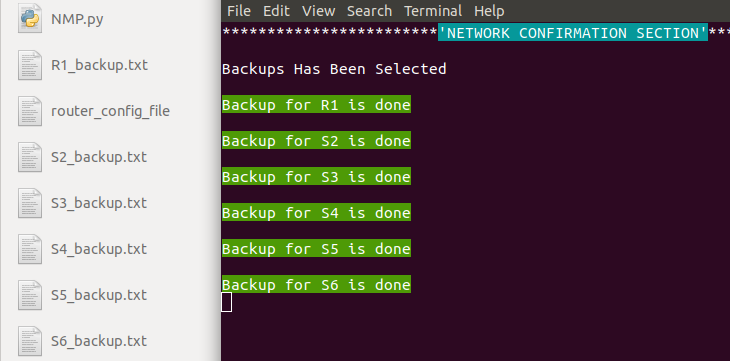 NMP.py
R1_backup.txt
router_config_file
S2_backup.txt
S3_backup.txt
S4_backup.txt
S5_backup.txt
S6_backup.txt
File Edit View Search Terminal Help
************************'NETWORK CONFIRMATION SECTION'***
Backups Has Been Selected
Backup for R1 is done
Backup for S2 is done
Backup for S3 is done
Backup for S4 is done
Backup for S5 is done
Backup for S6 is done